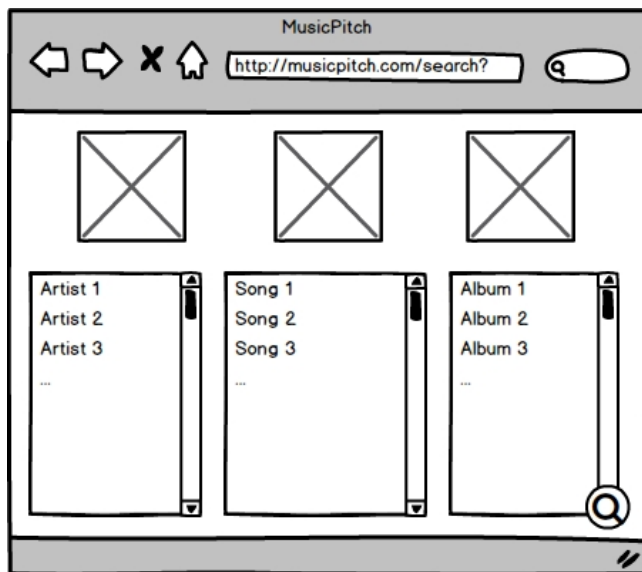 MusicPitch
http://musicpitch.com/search?
Artist 1
Artist 2
Artist 3
...
Song 1
Song 2
Song 3
...
Album 1
Album 2
Album 3
...